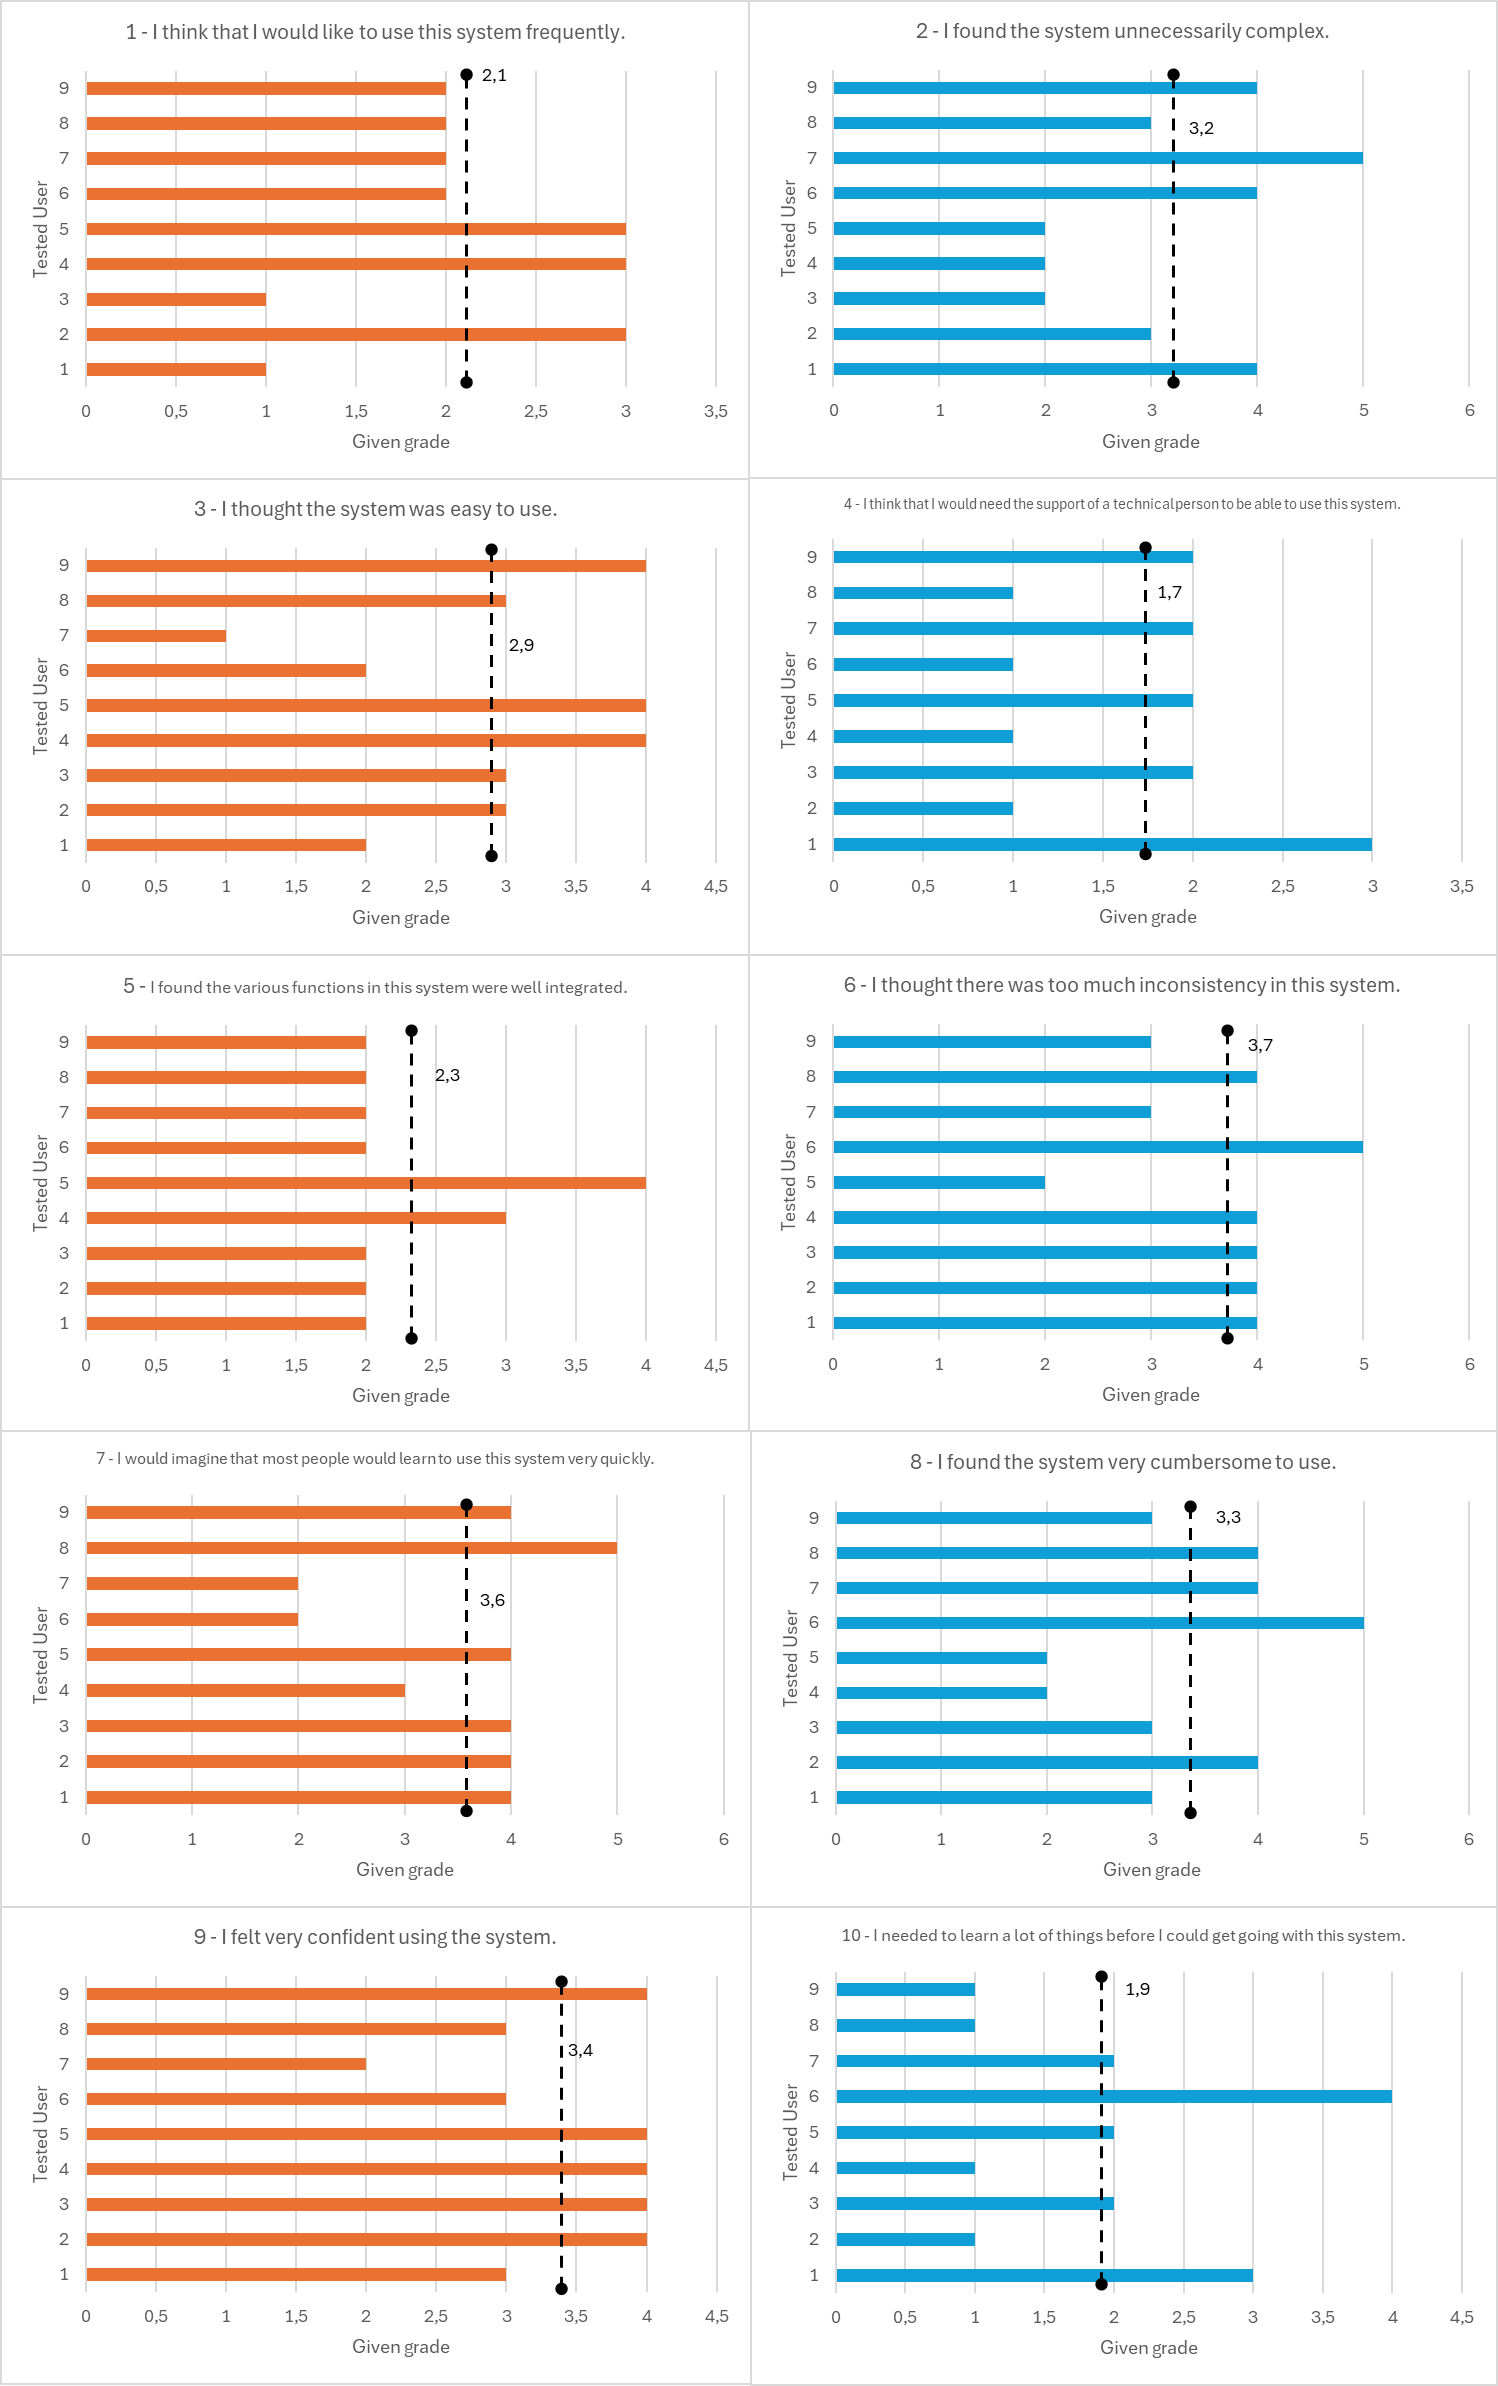 1 - I think that I would like to use this system frequently.
2,1
9
8
7
6
5
4
3
2
1
Tested User
0 0,5 1 1,5 2 2,5 3 3,5
Given grade
2 - I found the system unnecessarily complex.
3,2
9
8
7
6
5
4
3
2
1
Tested User
0 1 2 3 4 5 6
Given grade
3 - I thought the system was easy to use.
2,9
9
8
7
6
5
4
3
2
1
Tested User
0 0,5 1 1,5 2 2,5 3 3,5 4 4,5
Given grade
4 - I think that I would need the support of a technical person to be able to use this system.
1,7
9
8
7
6
5
4
3
2
1
Tested User
0 0,5 1 1,5 2 2,5 3 3,5
Given grade
5 - I found the various functions in this system were well integrated.
2,3
9
8
7
6
5
4
3
2
1
Tested User
0 0,5 1 1,5 2 2,5 3 3,5 4 4,5
Given grade
6 - I thought there was too much inconsistency in this system.
3,7
9
8
7
6
5
4
3
2
1
Tested User
0 1 2 3 4 5 6
Given grade
7 - I would imagine that most people would learn to use this system very quickly.
3,6
9
8
7
6
5
4
3
2
1
Tested User
0 1 2 3 4 5 6
Given grade
8 - I found the system very cumbersome to use.
3,3
9
8
7
6
5
4
3
2
1
Tested User
0 1 2 3 4 5 6
Given grade
9 - I felt very confident using the system.
3,4
9
8
7
6
5
4
3
2
1
Tested User
0 0,5 1 1,5 2 2,5 3 3,5 4 4,5
Given grade
10 - I needed to learn a lot of things before I could get going with this system.
1,9
9
8
7
6
5
4
3
2
1
Tested User
0 0,5 1 1,5 2 2,5 3 3,5 4 4,5
Given grade